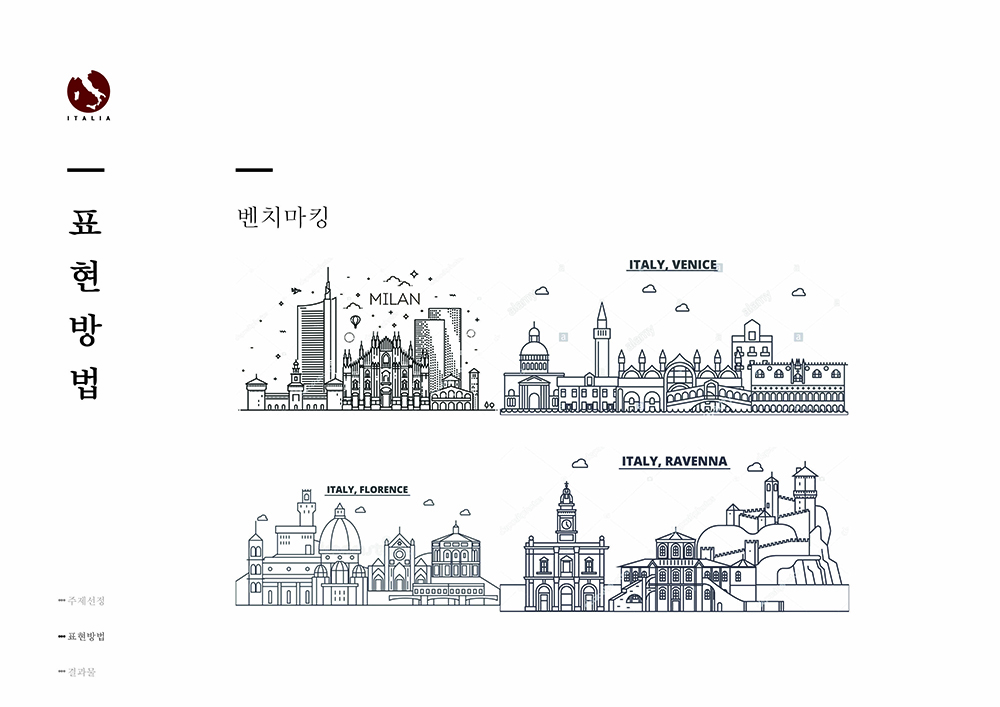 ITALIA
표현방법
벤치마킹
MILAN
ITALY, VENICE
ITALY, FLORENCE
ITALY, RAVENNA
주제선정
표현방법
결과물